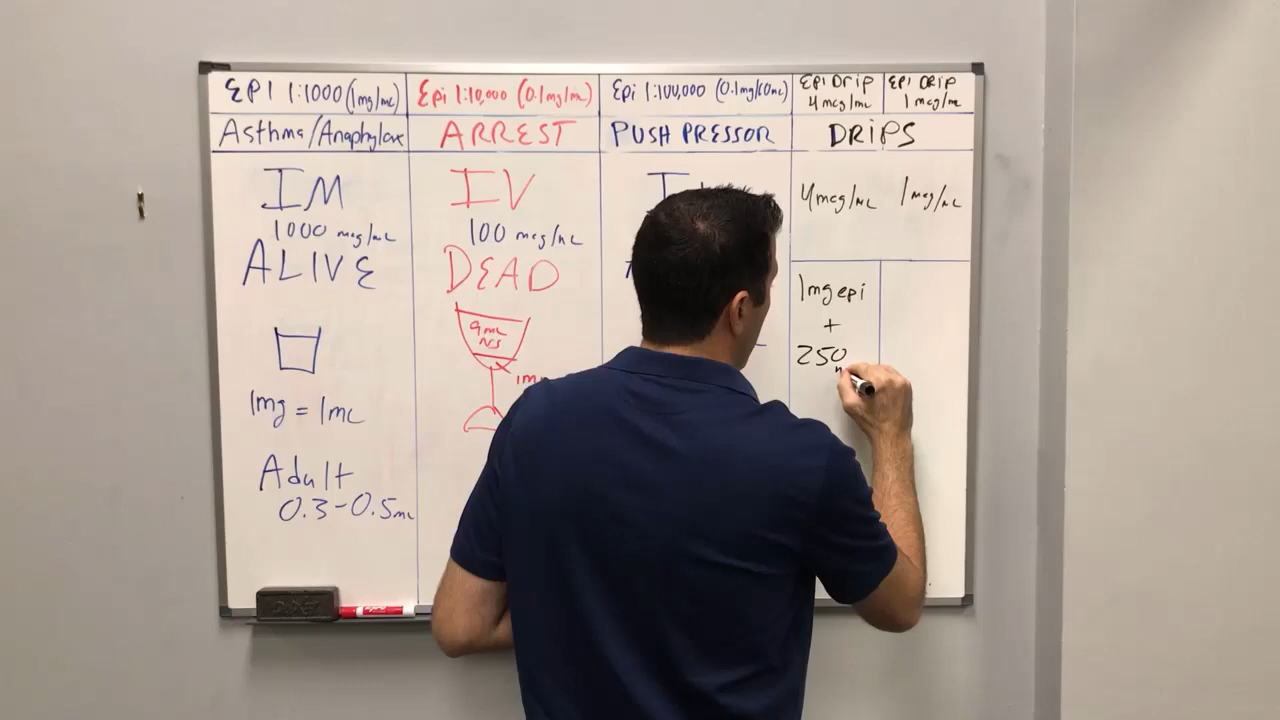 EPI 1:1000 (1mg/mL)
Asthma/Anaphylaxe
IM
1000 mcg/mL
ALIVE
1mg = 1mL
Adult
0.3-0.5mL
Epi 1:10,000 (0.1mg/mL)
ARREST
IV
100 mcg/mL
DEAD
9mL
NS
Epi 1:100,000 (0.1mg/10mL)
PUSH PRESSOR
EPI Drip
4mcg/mL
EPI DRIP
1mcg/mL
DRIPS
4mcg/mL 1mcg/mL
1mg epi
+
250